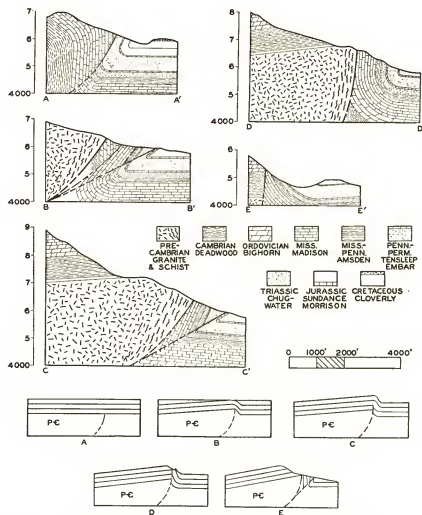 7
6
5
4000
A
A'
8
7
6
5
4000
D
D'
7
6
5
4000
B
B'
6
5
4000
E
E'
9
8
7
6
5
4000
C
C'
PRE-CAMBRIAN GRANITE & SCHIST
CAMBRIAN DEADWOOD
ORDOVICIAN BIGHORN
MISS. MADISON
MISS.-PENN. AMSDEN
PENN.-PERM. TENSLEEP EMBAR
TRIASSIC CHUG-WATER
JURASSIC SUNDANCE MORRISON
CRETACEOUS CLOVERLY
0 1000' 2000' 4000'
P-Є
A
P-Є
B
P-Є
C
P-Є
D
P-Є
E